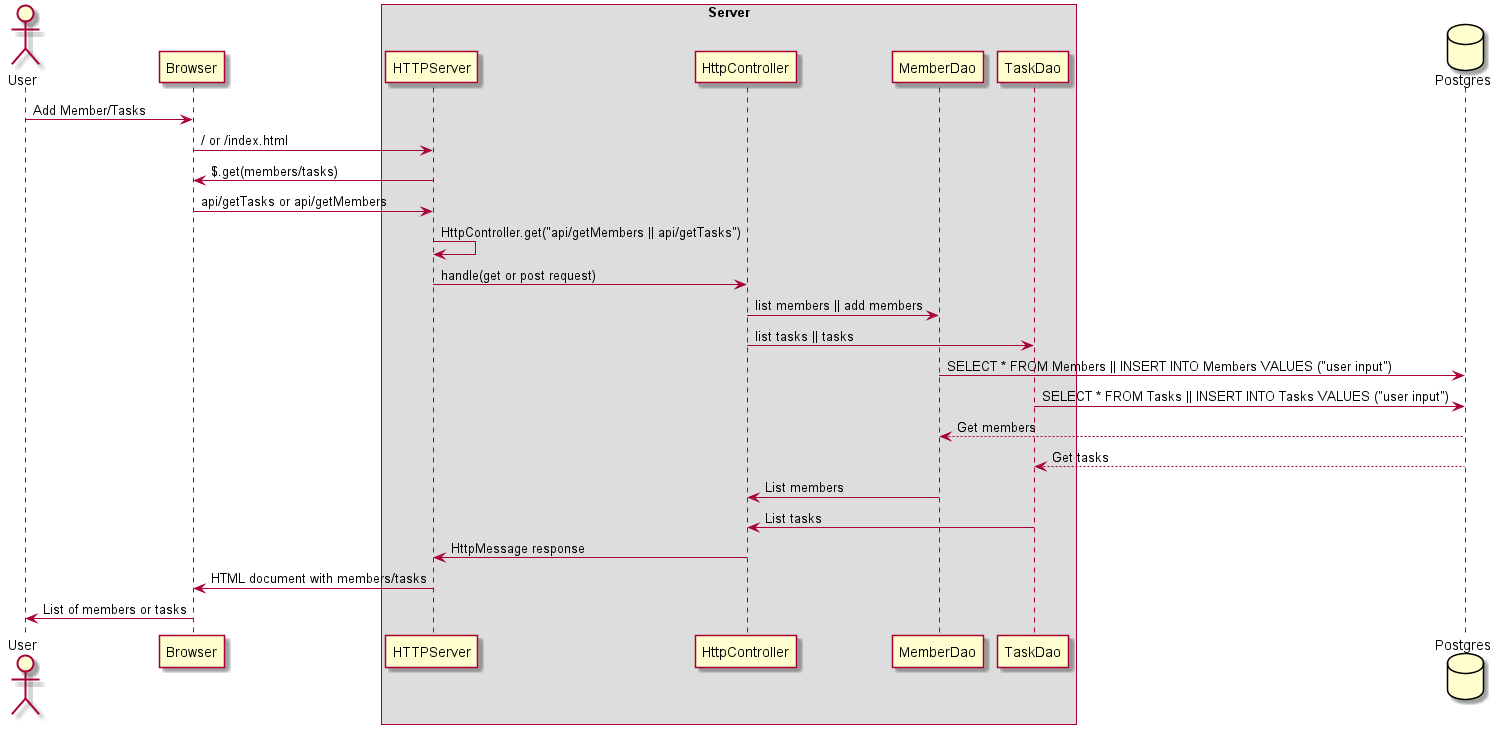 Server
User
Browser
HTTPServer
HttpController
MemberDao
TaskDao
Postgres
Add Member/Tasks
/ or /index.html
$.get(members/tasks)
api/getTasks or api/getMembers
HttpController.get("api/getMembers || api/getTasks")
handle(get or post request)
list members || add members
list tasks || tasks
SELECT * FROM Members || INSERT INTO Members VALUES ("user input")
SELECT * FROM Tasks || INSERT INTO Tasks VALUES ("user input")
Get members
Get tasks
List members
List tasks
HttpMessage response
HTML document with members/tasks
List of members or tasks
User
Browser
HTTPServer
HttpController
MemberDao
TaskDao
Postgres